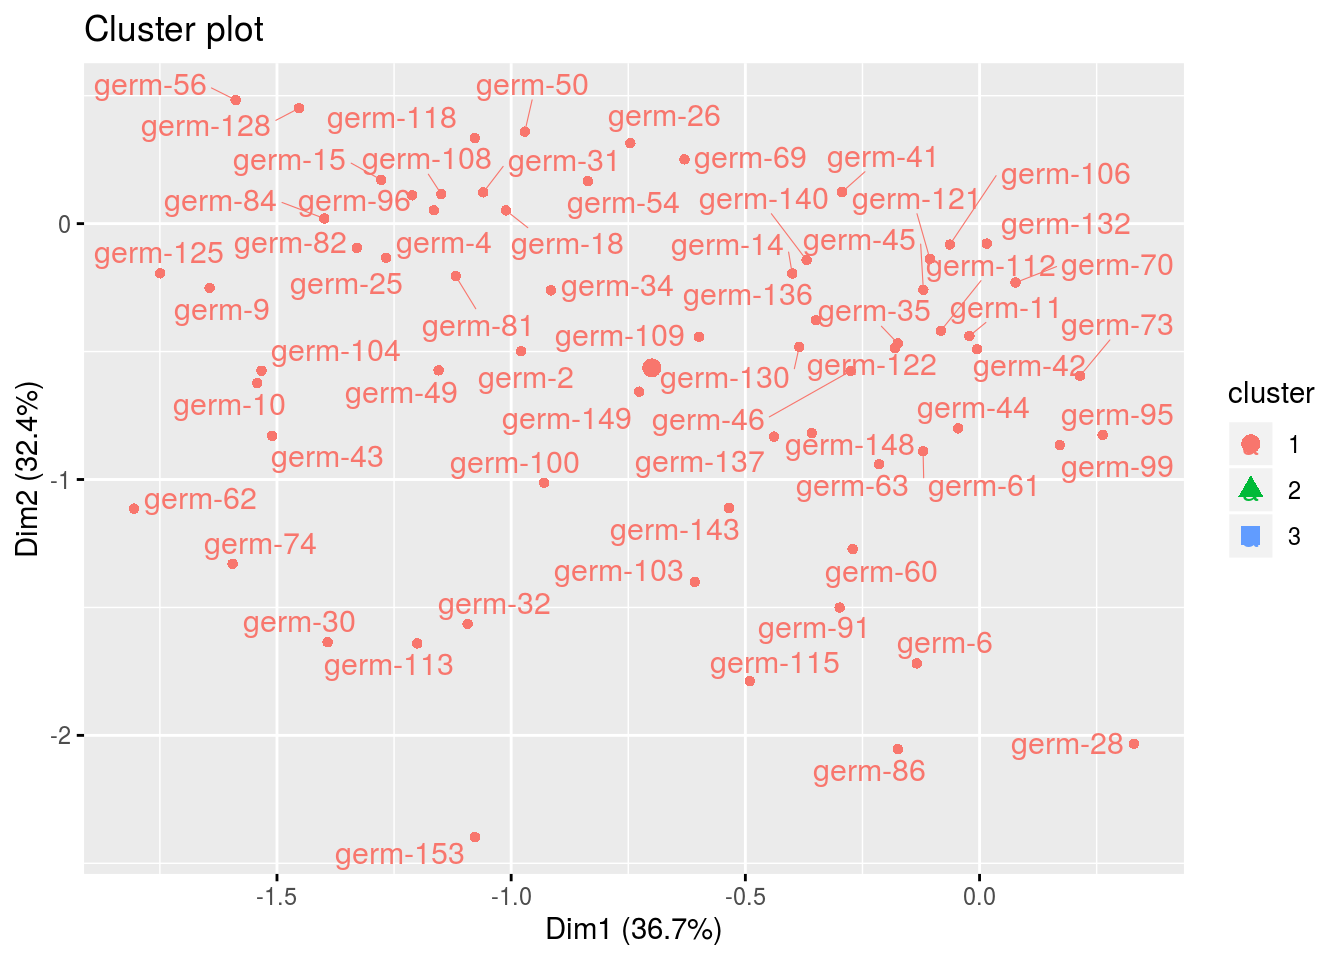 Cluster plot
germ-56
germ-50
germ-128
germ-118
germ-26
germ-15
germ-108
germ-31
germ-69
germ-41
germ-106
germ-84
germ-96
germ-54
germ-140
germ-121
germ-132
germ-125
germ-82
germ-4
germ-18
germ-14
germ-45
germ-112
germ-70
germ-25
germ-34
germ-136
germ-9
germ-81
germ-109
germ-35
germ-11
germ-73
germ-104
germ-2
germ-130
germ-122
germ-42
germ-49
germ-10
germ-149
germ-46
germ-44
germ-95
germ-43
germ-100
germ-137
germ-148
germ-99
germ-62
germ-63
germ-61
germ-74
germ-143
germ-103
germ-60
germ-30
germ-32
germ-91
germ-113
germ-115
germ-6
germ-28
germ-86
germ-153
0
-1
-2
-1.5
-1.0
-0.5
0.0
Dim1 (36.7%)
Dim2 (32.4%)
cluster
1
2
3